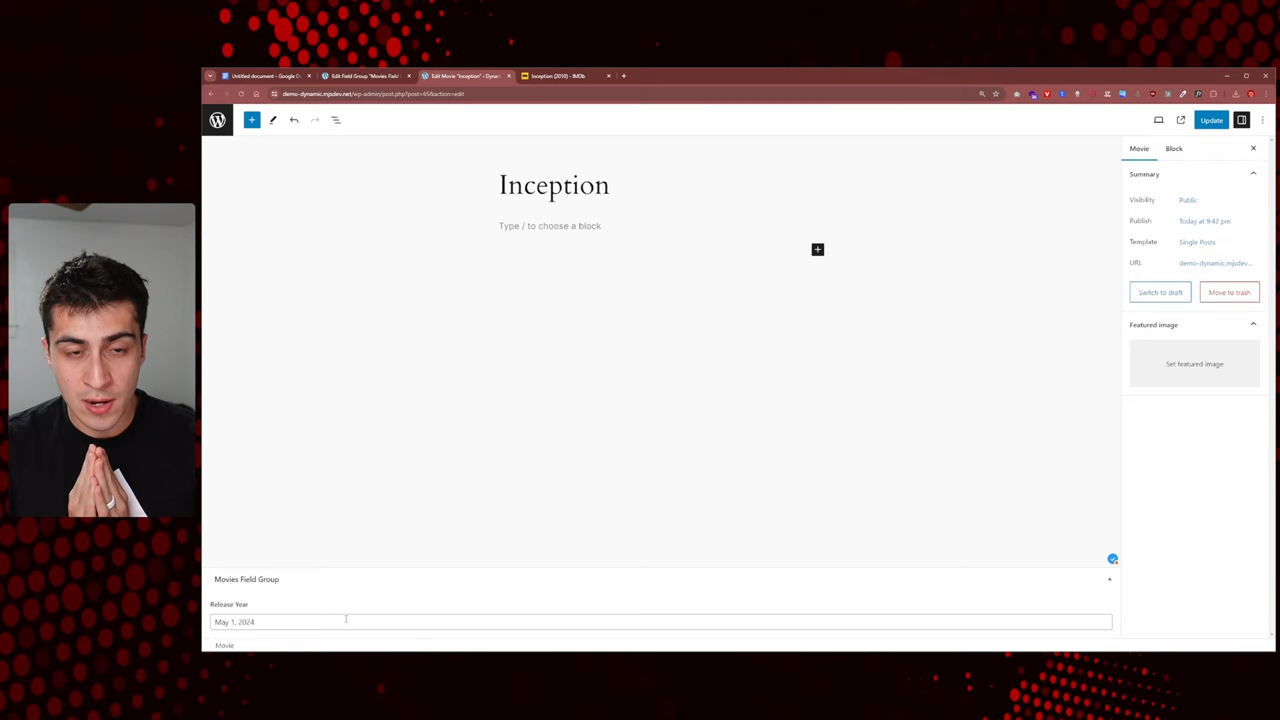 Untitled document - Google D
Edit Field Group "Movies Field
Edit Movie "Inception" - Dyna
Inception (2010) - IMDb
demo-dynamic.mjsdev.net/wp-admin/post.php?post=65&action=edit
Update
Inception
Type / to choose a block
Movie
Block
Summary
Visibility
Public
Publish
Today at 9:42 pm
Template
Single Posts
URL
demo-dynamic.mjsdev...
Switch to draft
Move to trash
Featured image
Set featured image
Movies Field Group
Release Year
May 1, 2024
Movie